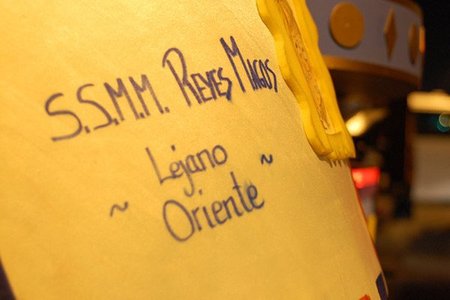 S.S.M.M. REYES MAGOS
Lejano
~ Oriente ~